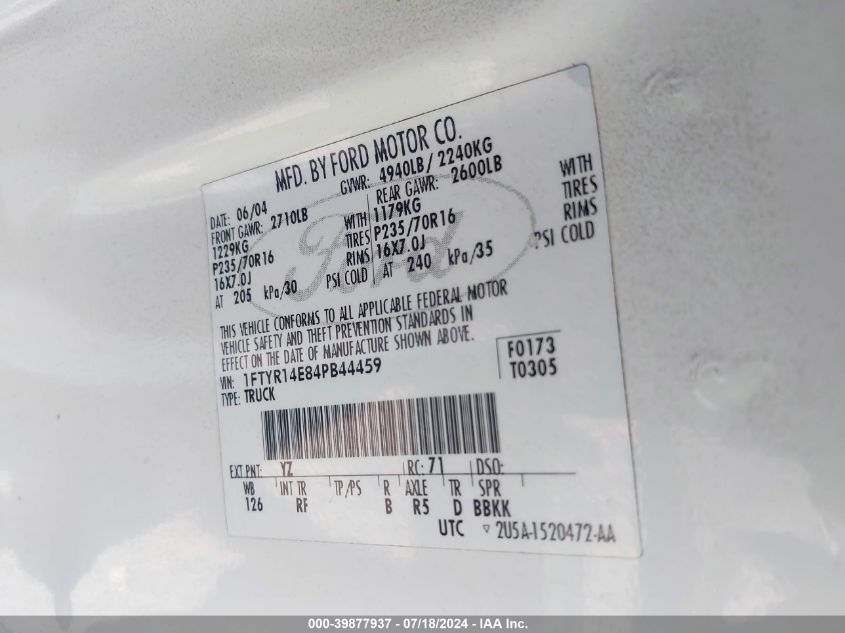 MFD. BY FORD MOTOR CO.
DATE: 06/04 GVWR: 4940LB / 2240KG
FRONT GAWR: 2710LB REAR GAWR: 2600LB
1229KG WITH 1179KG WITH
P235/70R16 TIRES P235/70R16 TIRES
16X7.0J RIMS 16X7.0J RIMS
AT 205 kPa/30 PSI COLD AT 240 kPa/35 PSI COLD
Ford
THIS VEHICLE CONFORMS TO ALL APPLICABLE FEDERAL MOTOR
VEHICLE SAFETY AND THEFT PREVENTION STANDARDS IN
EFFECT ON THE DATE OF MANUFACTURE SHOWN ABOVE.
VIN: 1FTYR14E84PB44459 F0173
TYPE: TRUCK T0305
EXT PNT: YZ RC: 71 DSO:
WB INT TR TP/PS R AXLE TR SPR
126 RF B R5 D BBKK
UTC 2U5A-1520472-AA
000-39877937 - 07/18/2024 - IAA Inc.